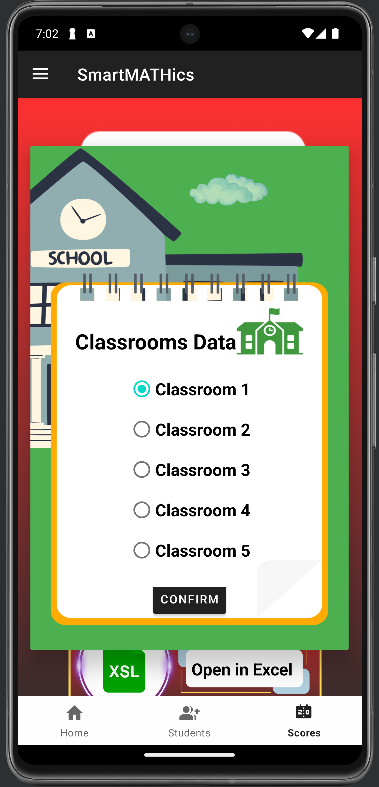 7:02
SmartMATHics
SCHOOL
Classrooms Data
Classroom 1
Classroom 2
Classroom 3
Classroom 4
Classroom 5
CONFIRM
XSL
Open in Excel
Home
Students
Scores